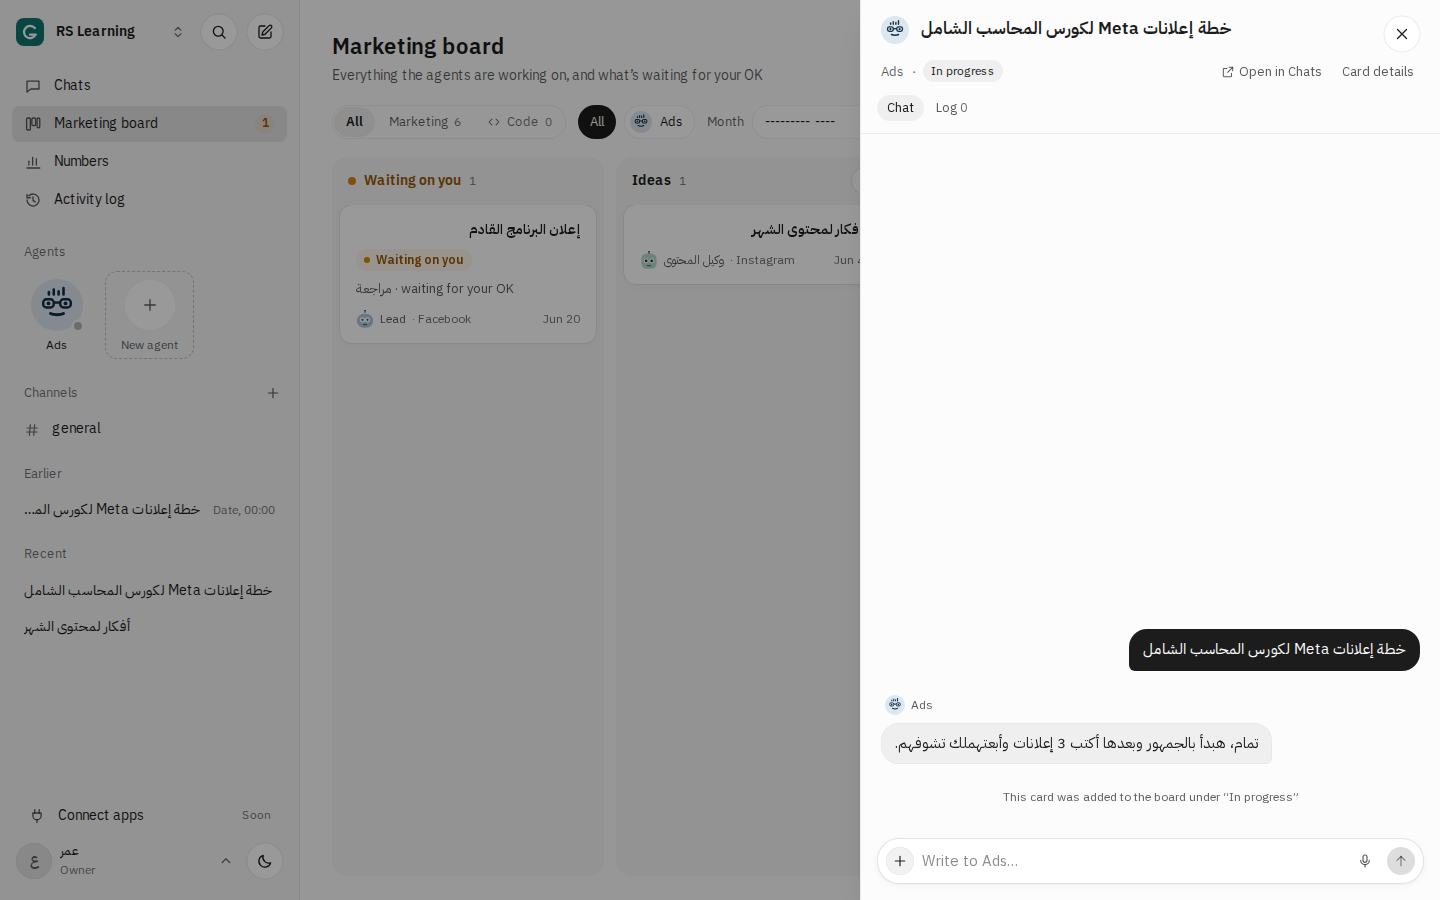 RS Learning
Chats
Marketing board 1
Numbers
Activity log
Agents
Ads
New agent
Channels
general
Earlier
خطة إعلانات Meta لكورس الم... Date, 00:00
Recent
خطة إعلانات Meta لكورس المحاسب الشامل
أفكار لمحتوى الشهر
Connect apps Soon
ع
عمر
Owner
Marketing board
Everything the agents are working on, and what's waiting for your OK
All Marketing 6 Code 0 All Ads Month --------- ----
Waiting on you 1
إعلان البرنامج القادم
Waiting on you
مراجعة · waiting for your OK
Lead · Facebook Jun 20
Ideas 1
فكار لمحتوى الشهر
وكيل المحتوى · Instagram Jun
خطة إعلانات Meta لكورس المحاسب الشامل
Ads · In progress Open in Chats Card details
Chat Log 0
خطة إعلانات Meta لكورس المحاسب الشامل
Ads
تمام، هبدأ بالجمهور وبعدها أكتب 3 إعلانات وأبعتهملك تشوفهم.
This card was added to the board under “In progress”
Write to Ads...